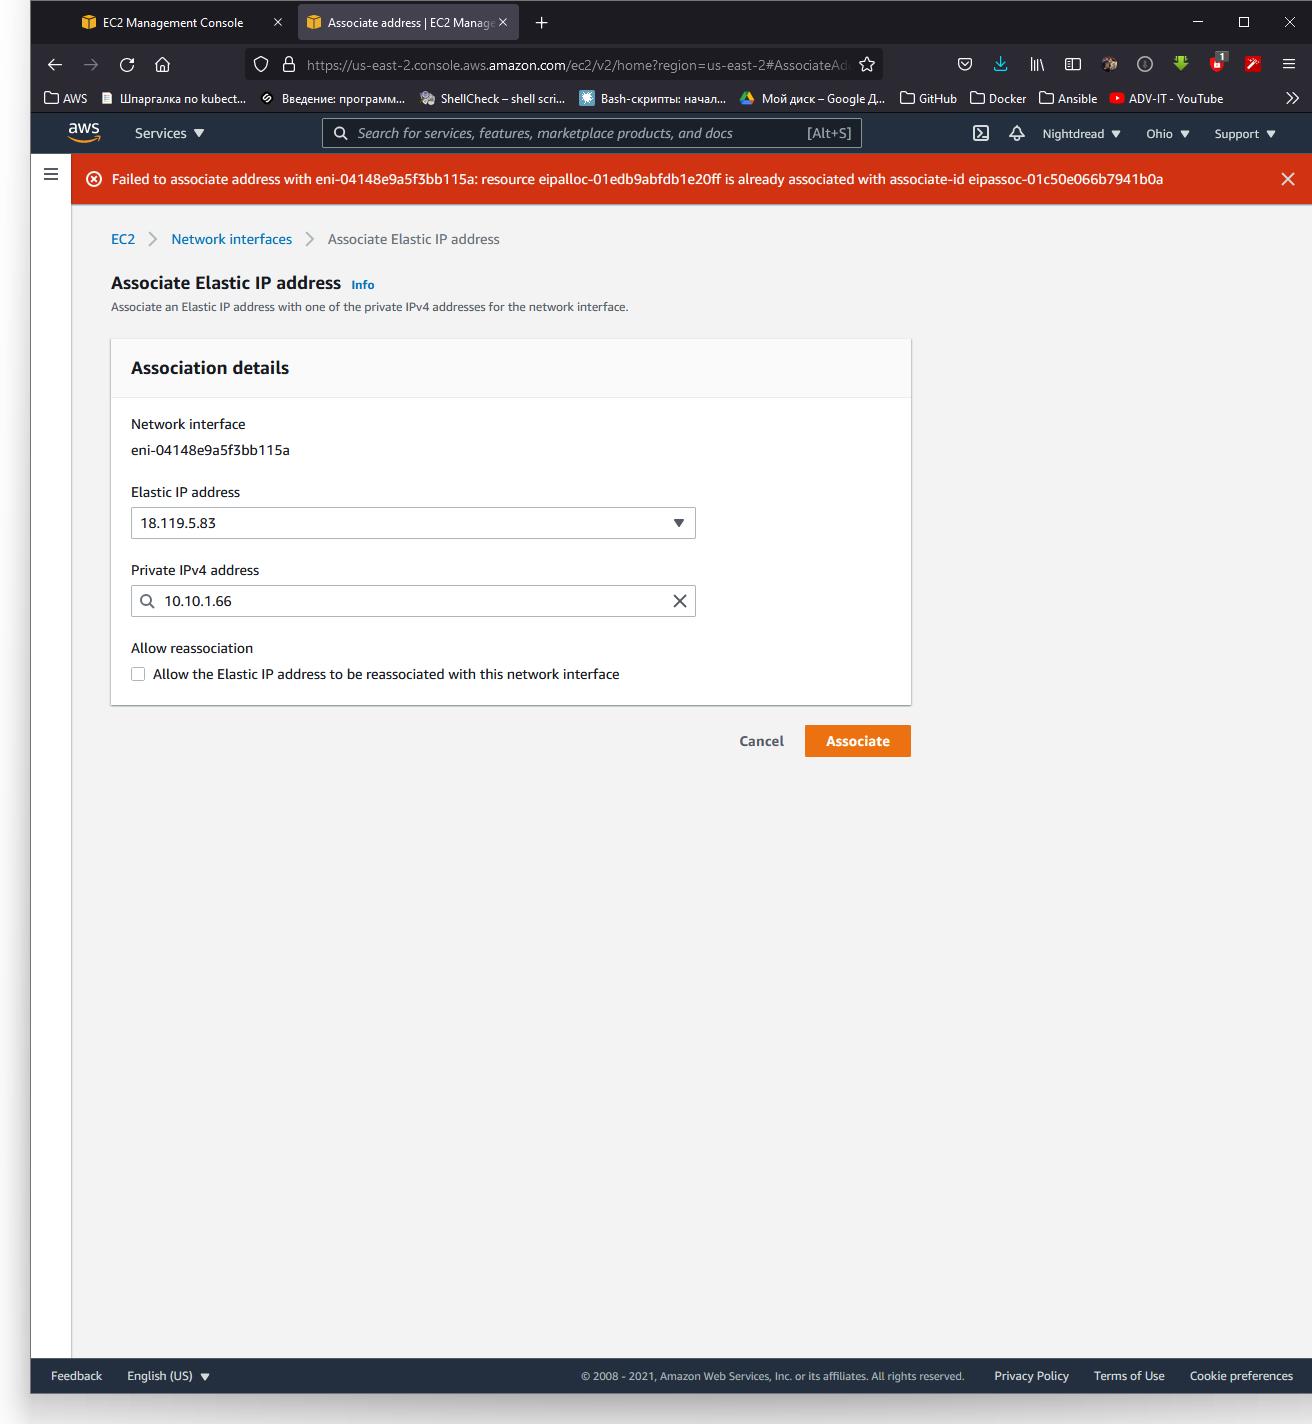 EC2 Management Console
Associate address | EC2 Manage
https://us-east-2.console.aws.amazon.com/ec2/v2/home?region=us-east-2#AssociateAd
AWS
Шпаргалка по kubect...
Введение: программ...
ShellCheck – shell scri...
Bash-скрипты: начал...
Мой диск – Google Д...
GitHub
Docker
Ansible
ADV-IT - YouTube
aws
Services
Search for services, features, marketplace products, and docs
[Alt+S]
Nightdread
Ohio
Support
Failed to associate address with eni-04148e9a5f3bb115a: resource eipalloc-01edb9abfdb1e20ff is already associated with associate-id eipassoc-01c50e066b7941b0a
EC2 > Network interfaces > Associate Elastic IP address
Associate Elastic IP address Info
Associate an Elastic IP address with one of the private IPv4 addresses for the network interface.
Association details
Network interface
eni-04148e9a5f3bb115a
Elastic IP address
18.119.5.83
Private IPv4 address
10.10.1.66
Allow reassociation
Allow the Elastic IP address to be reassociated with this network interface
Cancel
Associate
Feedback
English (US)
© 2008 - 2021, Amazon Web Services, Inc. or its affiliates. All rights reserved.
Privacy Policy
Terms of Use
Cookie preferences